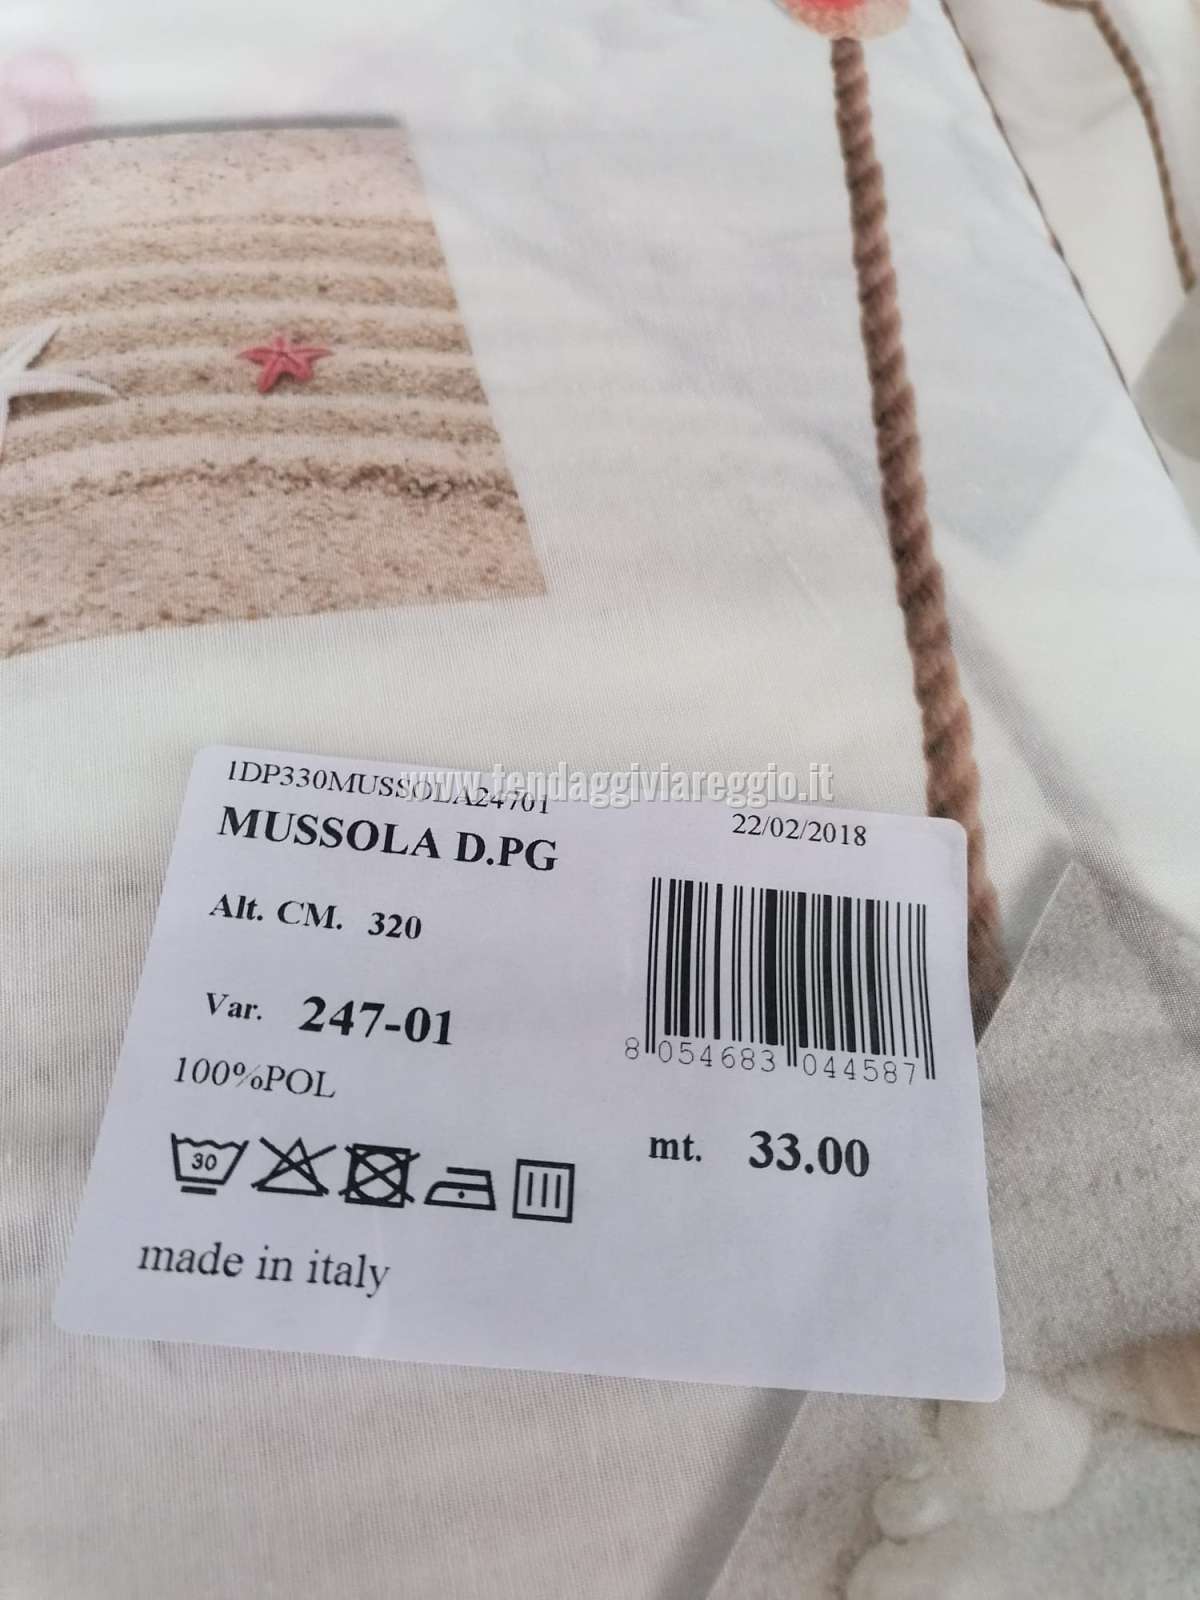 1DP330MUSSOLA24701
www.tendaggiviareggio.it
22/02/2018
MUSSOLA D.PG
Alt. CM. 320
Var. 247-01
8 054683 044587
100%POL
mt. 33.00
30
made in italy